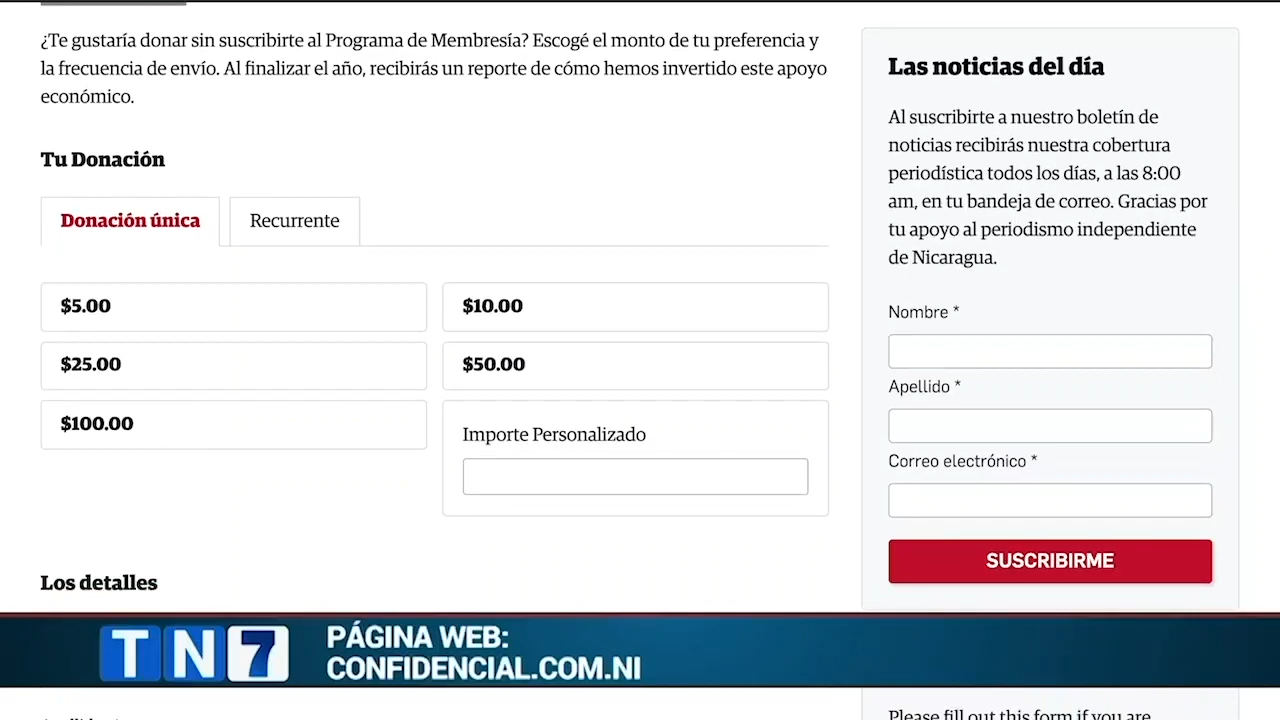 ¿Te gustaría donar sin suscribirte al Programa de Membresía? Escogé el monto de tu preferencia y
la frecuencia de envío. Al finalizar el año, recibirás un reporte de cómo hemos invertido este apoyo
económico.
Tu Donación
Donación única
Recurrente
$5.00
$10.00
$25.00
$50.00
$100.00
Importe Personalizado
Los detalles
Las noticias del día
Al suscribirte a nuestro boletín de
noticias recibirás nuestra cobertura
periodística todos los días, a las 8:00
am, en tu bandeja de correo. Gracias por
tu apoyo al periodismo independiente
de Nicaragua.
Nombre *
Apellido *
Correo electrónico *
SUSCRIBIRME
TN7
PÁGINA WEB:
CONFIDENCIAL.COM.NI
Please fill out this form if you are